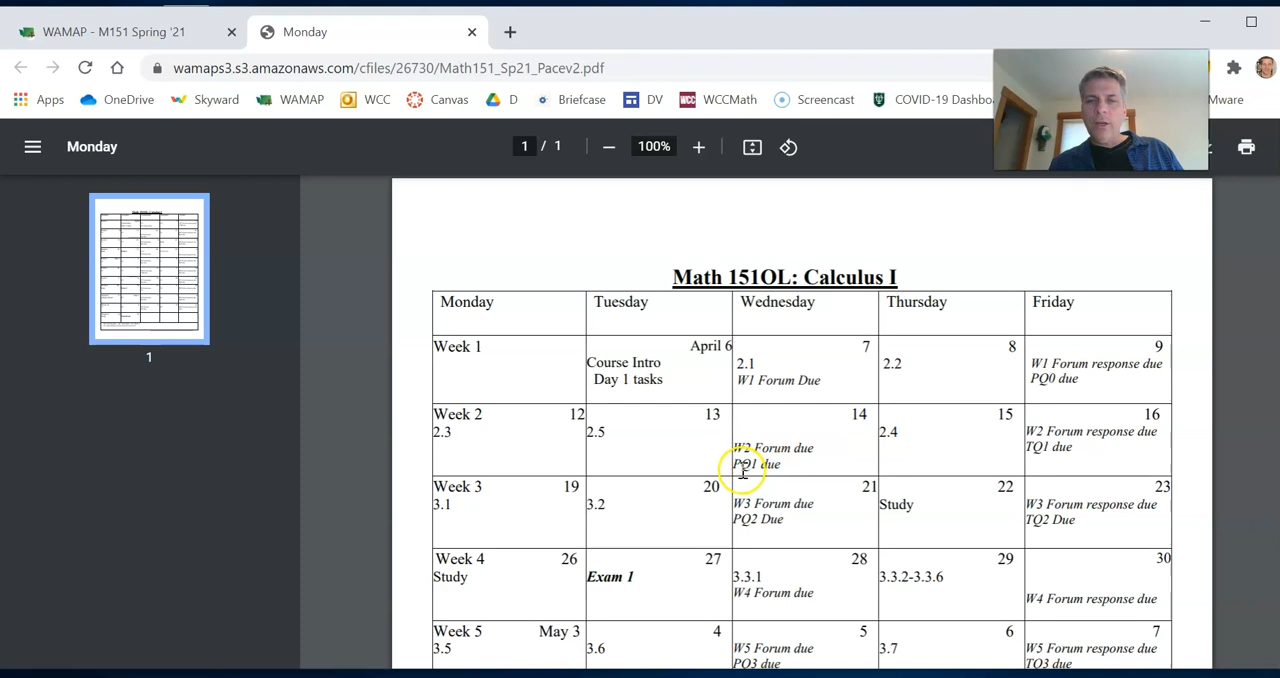 WAMAP - M151 Spring '21
Monday
wamaps3.s3.amazonaws.com/cfiles/26730/Math151_Sp21_Pacev2.pdf
Apps OneDrive Skyward WAMAP WCC Canvas D Briefcase DV WCCMath Screencast COVID-19 Dashbo Mware
Monday 1 / 1 100%
1
Math 151OL: Calculus I
Monday Tuesday Wednesday Thursday Friday
Week 1 April 6 7 8 9
Course Intro 2.1 2.2 W1 Forum response due
Day 1 tasks W1 Forum Due PQ0 due
Week 2 12 13 14 15 16
2.3 2.5 2.4 W2 Forum response due
W2 Forum due TQ1 due
PQ1 due
Week 3 19 20 21 22 23
3.1 3.2 W3 Forum due Study W3 Forum response due
PQ2 Due TQ2 Due
Week 4 26 27 28 29 30
Study Exam 1 3.3.1 3.3.2-3.3.6
W4 Forum due W4 Forum response due
Week 5 May 3 4 5 6 7
3.5 3.6 W5 Forum due 3.7 W5 Forum response due
PQ3 due TQ3 due